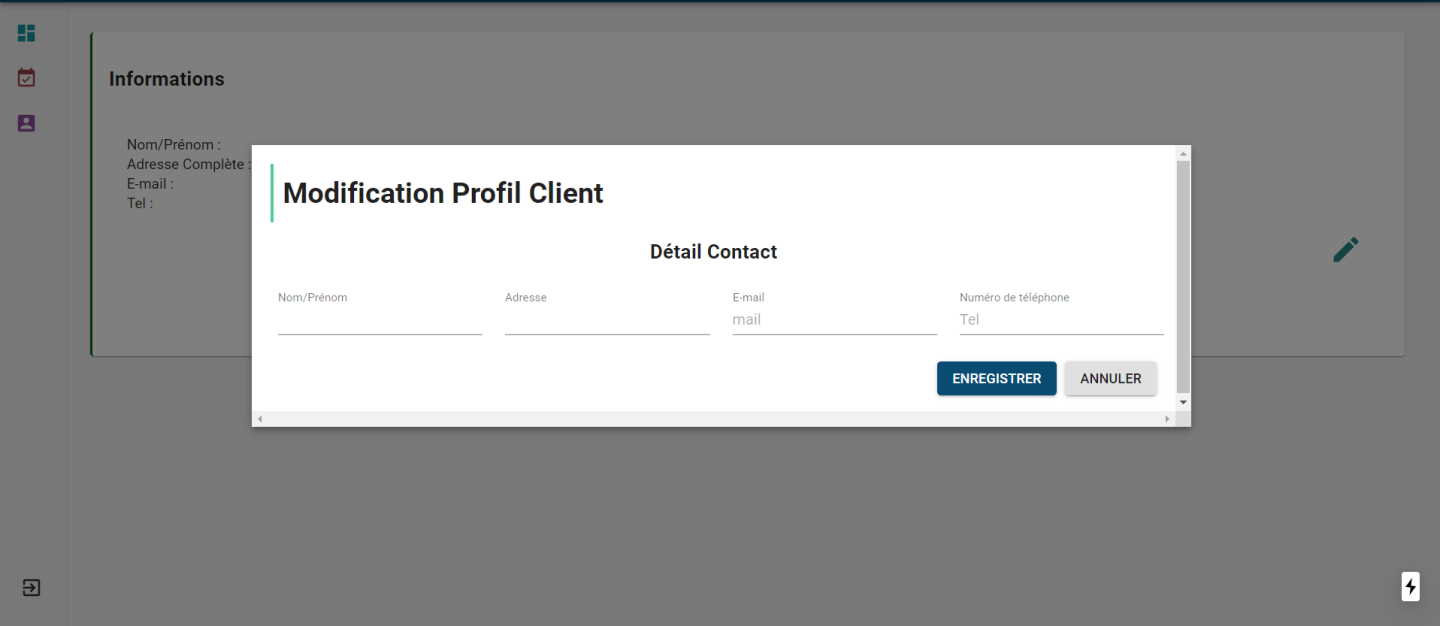 Informations
Nom/Prénom :
Adresse Complète :
E-mail :
Tel :
Modification Profil Client
Détail Contact
Nom/Prénom Adresse E-mail Numéro de téléphone
mail Tel
ENREGISTRER ANNULER